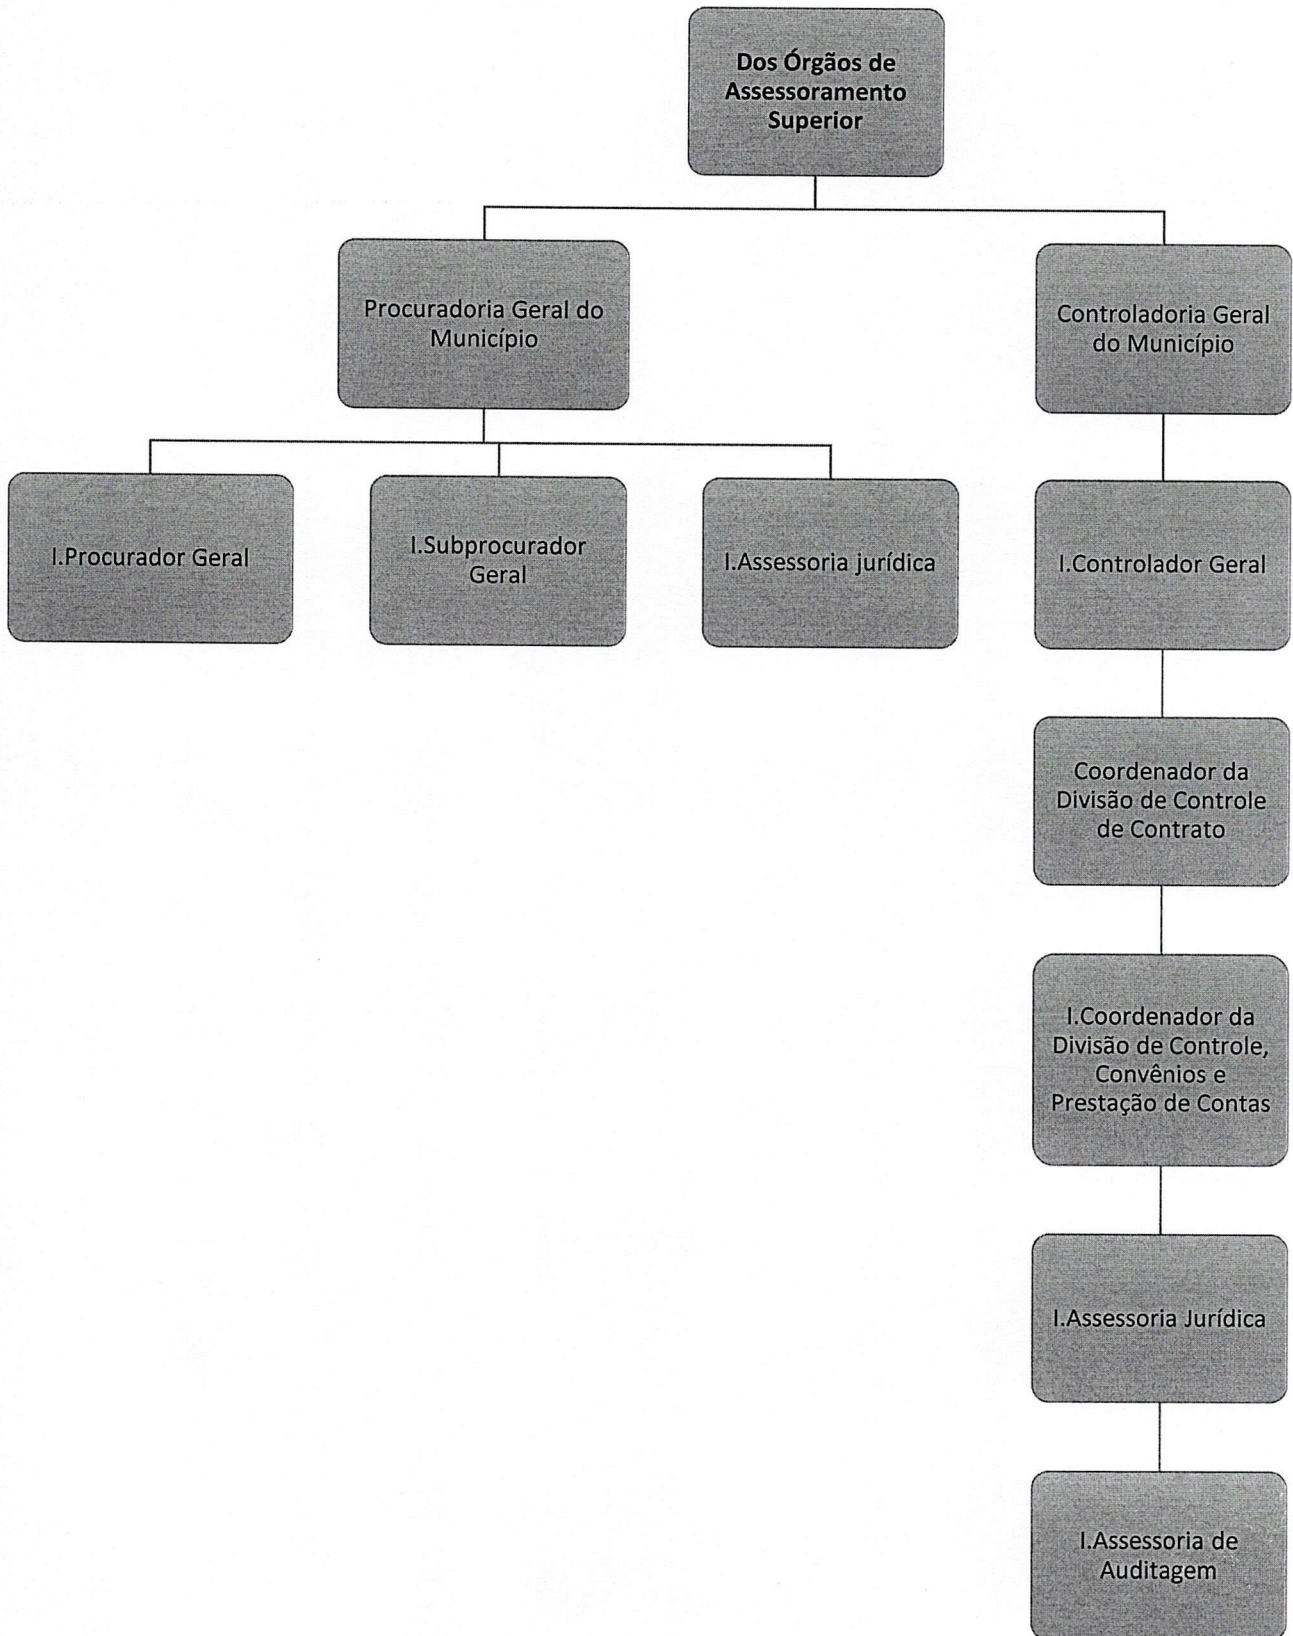 Dos Órgãos de
Assessoramento
Superior
Procuradoria Geral do
Município
Controladoria Geral
do Município
I.Procurador Geral
I.Subprocurador
Geral
I.Assessoria jurídica
I.Controlador Geral
Coordenador da
Divisão de Controle
de Contrato
I.Coordenador da
Divisão de Controle,
Convênios e
Prestação de Contas
I.Assessoria Jurídica
I.Assessoria de
Auditagem